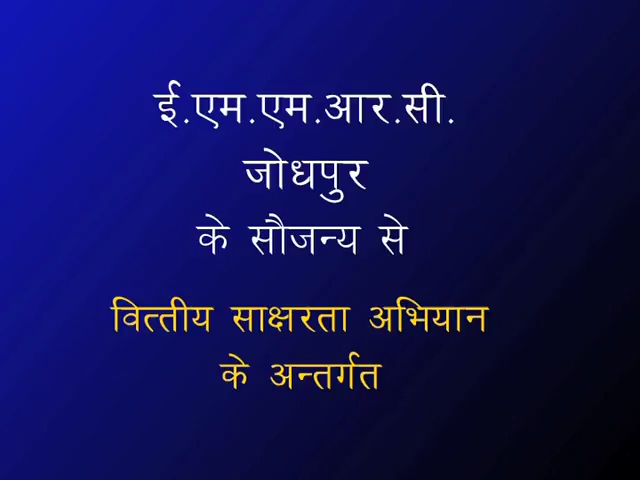 ई.एम.एम.आर.सी.
जोधपुर
के सौजन्य से
वित्तीय साक्षरता अभियान
के अन्तर्गत